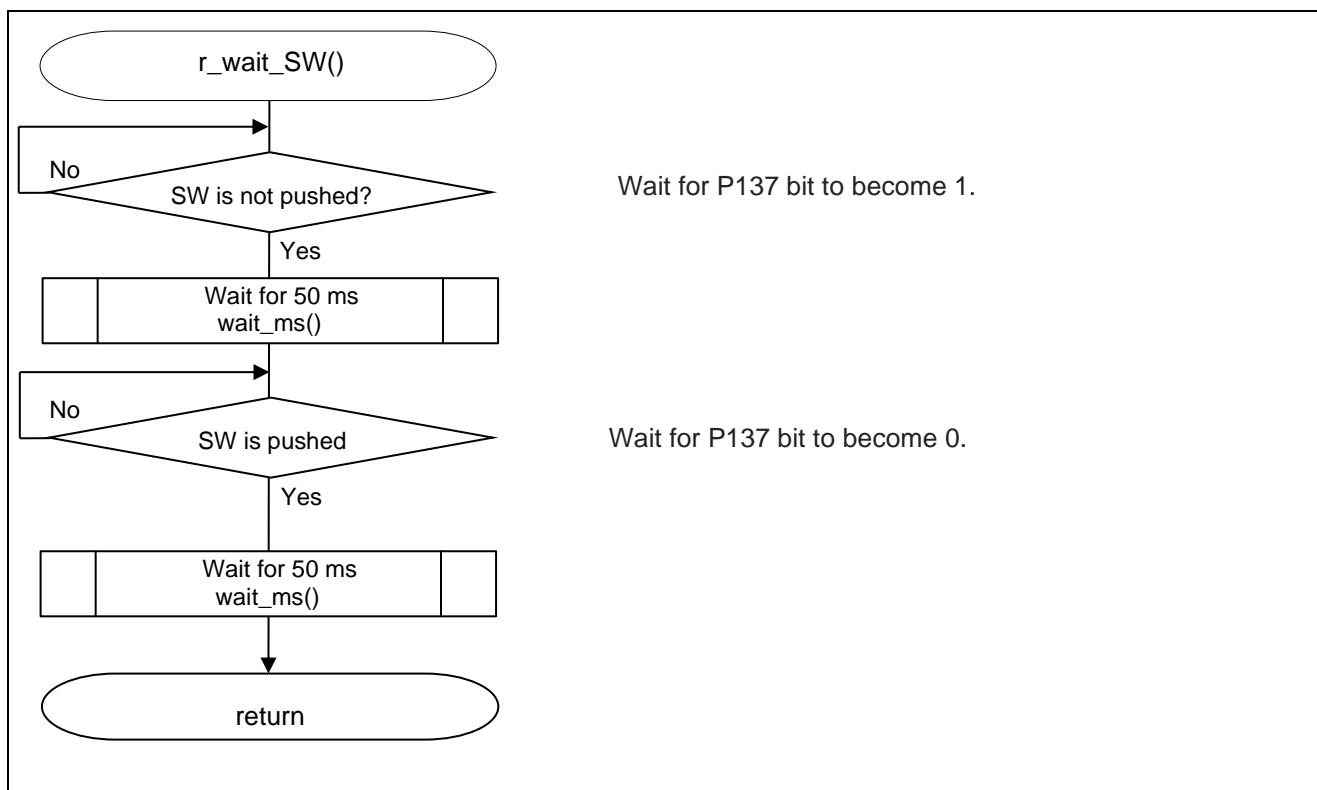 r_wait_SW()
No
SW is not pushed?
Wait for P137 bit to become 1.
Yes
Wait for 50 ms
wait_ms()
No
SW is pushed
Wait for P137 bit to become 0.
Yes
Wait for 50 ms
wait_ms()
return